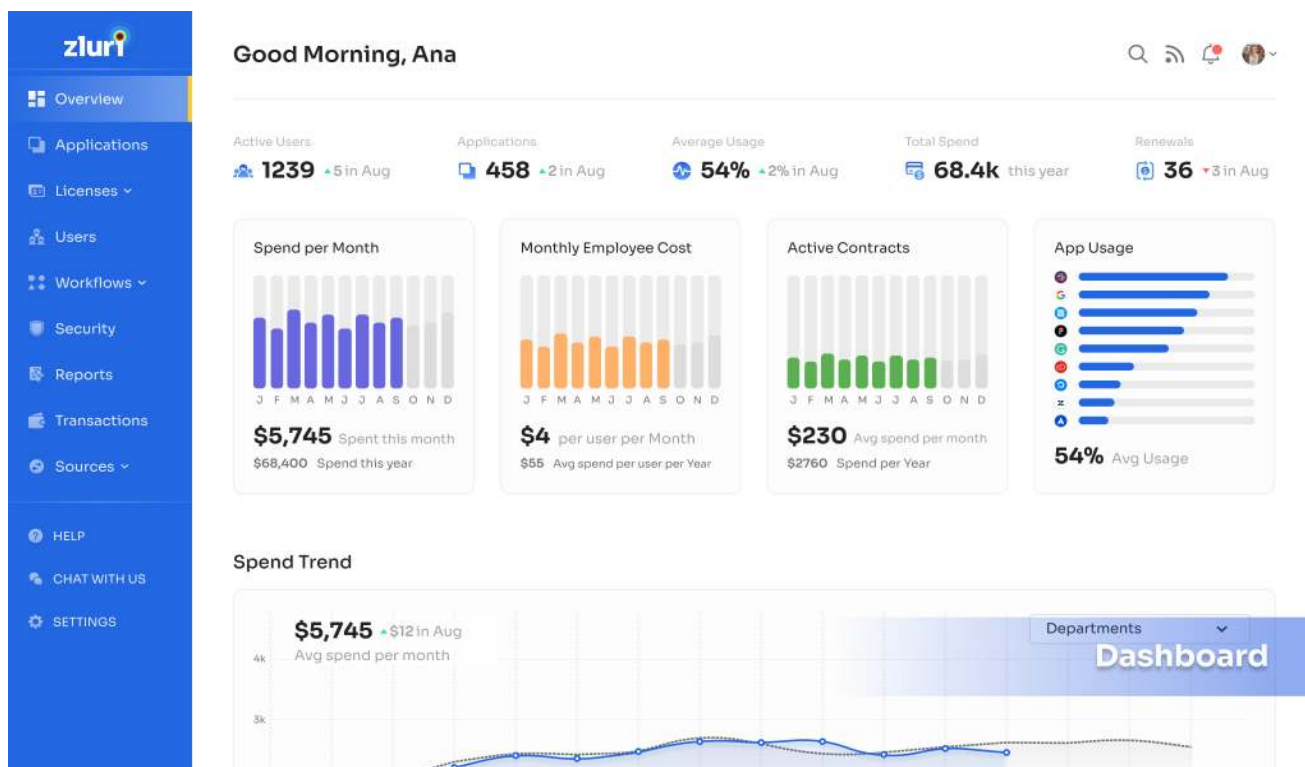 zluri
Overview
Applications
Licenses
Users
Workflows
Security
Reports
Transactions
Sources
HELP
CHAT WITH US
SETTINGS
Good Morning, Ana
Active Users
1239 5 in Aug
Applications
458 2 in Aug
Average Usage
54% 2% in Aug
Total Spend
68.4k this year
Renewals
36 3 in Aug
Spend per Month
J F M A M J J A S O N D
$5,745 Spent this month
$68,400 Spend this year
Monthly Employee Cost
J F M A M J J A S O N D
$4 per user per Month
$55 Avg spend per user per Year
Active Contracts
J F M A M J J A S O N D
$230 Avg spend per month
$2760 Spend per Year
App Usage
54% Avg Usage
Spend Trend
$5,745 $12 in Aug
Avg spend per month
Departments
Dashboard
4k
3k